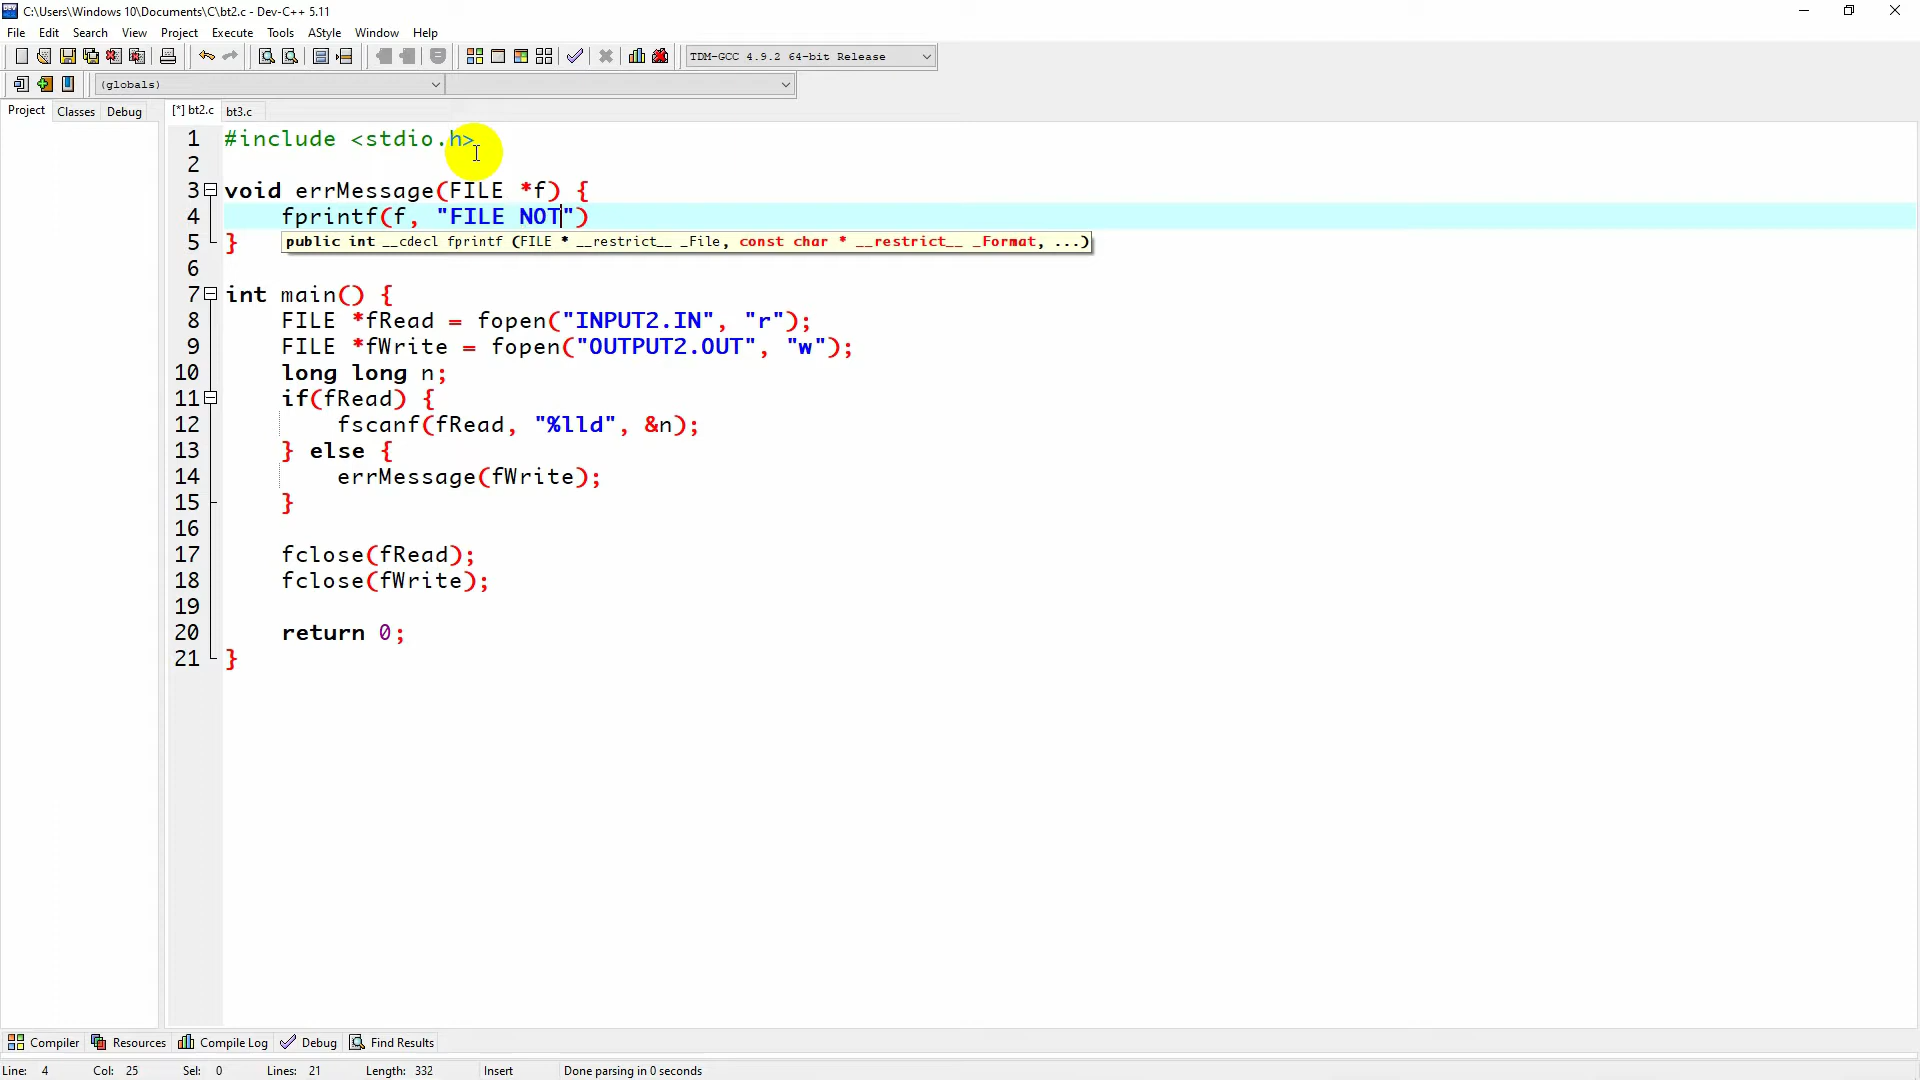 C:\Users\Windows 10\Documents\C\bt2.c - Dev-C++ 5.11
File Edit Search View Project Execute Tools AStyle Window Help
TDM-GCC 4.9.2 64-bit Release
(globals)
Project Classes Debug [*] bt2.c bt3.c
1 #include <stdio.h>
2
3 void errMessage(FILE *f) {
4 fprintf(f, "FILE NOT")
5 } public int __cdecl fprintf (FILE * __restrict__ _File, const char * __restrict__ _Format, ...)
6
7 int main() {
8 FILE *fRead = fopen("INPUT2.IN", "r");
9 FILE *fWrite = fopen("OUTPUT2.OUT", "w");
10 long long n;
11 if(fRead) {
12 fscanf(fRead, "%lld", &n);
13 } else {
14 errMessage(fWrite);
15 }
16
17 fclose(fRead);
18 fclose(fWrite);
19
20 return 0;
21 }
Compiler Resources Compile Log Debug Find Results
Line: 4 Col: 25 Sel: 0 Lines: 21 Length: 332 Insert Done parsing in 0 seconds